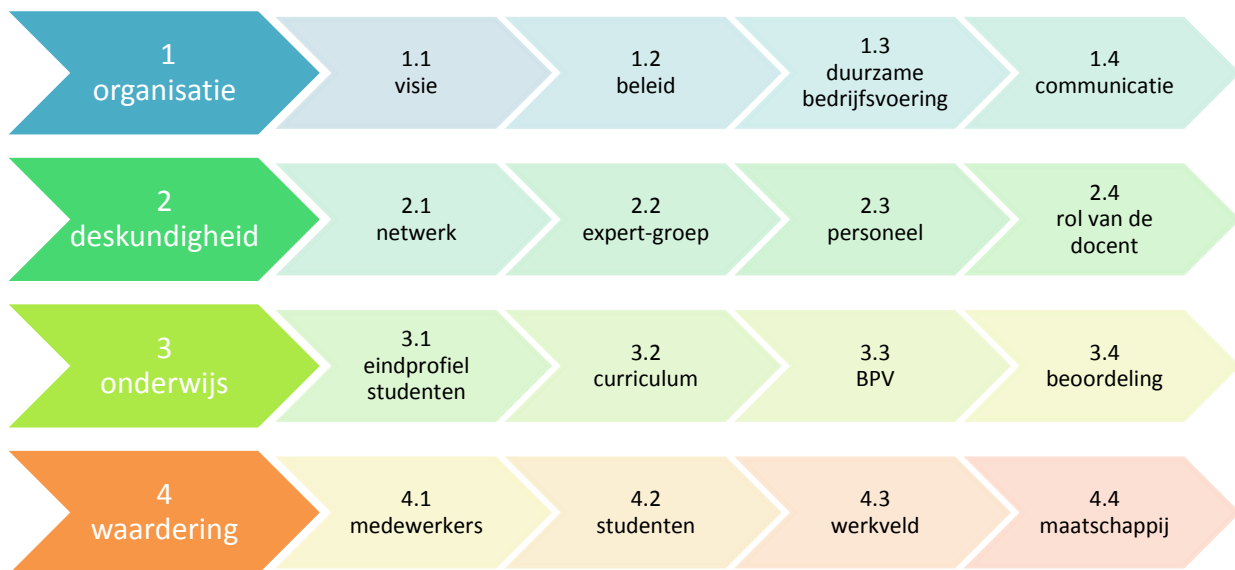 1
organisatie
1.1
visie
1.2
beleid
1.3
duurzame
bedrijfsvoering
1.4
communicatie
2
deskundigheid
2.1
netwerk
2.2
expert-groep
2.3
personeel
2.4
rol van de
docent
3
onderwijs
3.1
eindprofiel
studenten
3.2
curriculum
3.3
BPV
3.4
beoordeling
4
waardering
4.1
medewerkers
4.2
studenten
4.3
werkveld
4.4
maatschappij